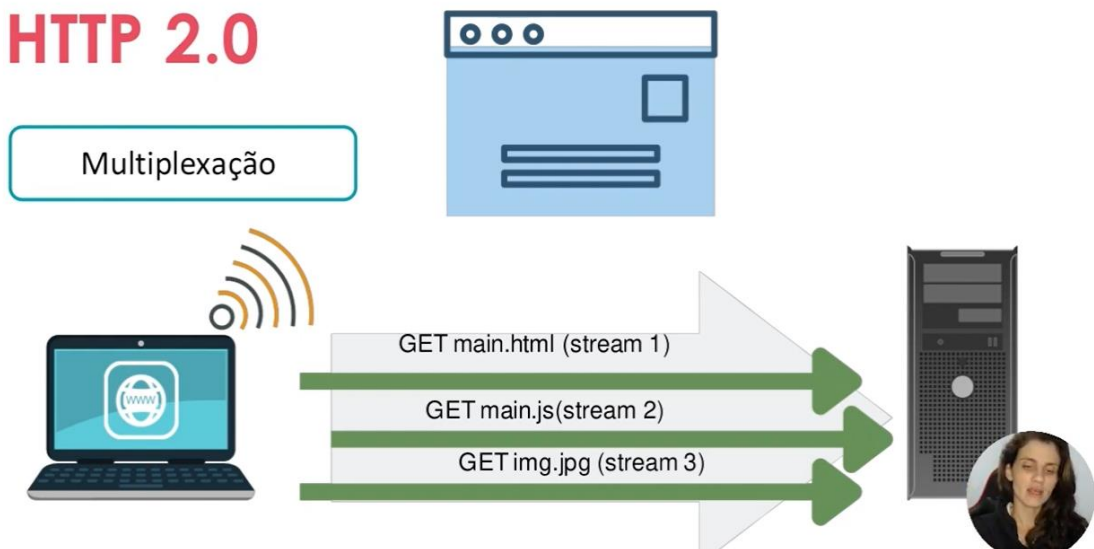 HTTP 2.0
Multiplexação
WWW
GET main.html (stream 1)
GET main.js(stream 2)
GET img.jpg (stream 3)